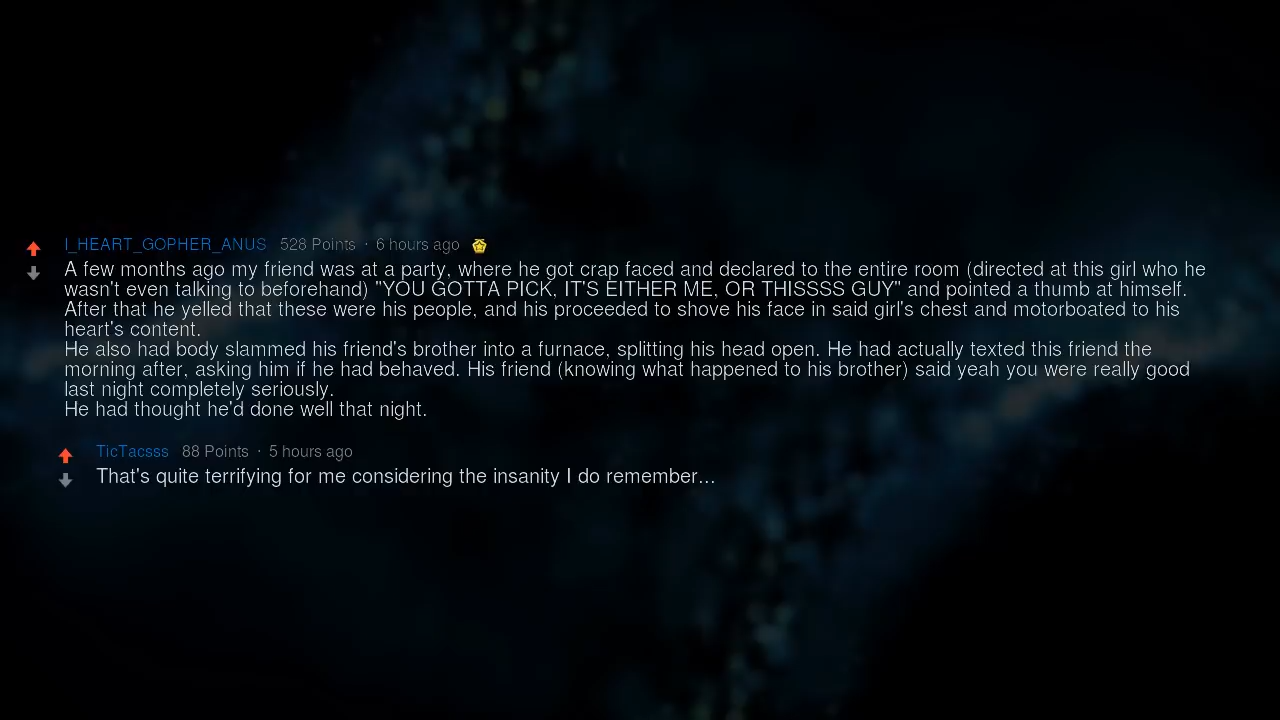 I_HEART_GOPHER_ANUS 528 Points · 6 hours ago
A few months ago my friend was at a party, where he got crap faced and declared to the entire room (directed at this girl who he
wasn't even talking to beforehand) "YOU GOTTA PICK, IT'S EITHER ME, OR THISSSS GUY" and pointed a thumb at himself.
After that he yelled that these were his people, and his proceeded to shove his face in said girl's chest and motorboated to his
heart's content.
He also had body slammed his friend's brother into a furnace, splitting his head open. He had actually texted this friend the
morning after, asking him if he had behaved. His friend (knowing what happened to his brother) said yeah you were really good
last night completely seriously.
He had thought he'd done well that night.
TicTacsss 88 Points · 5 hours ago
That's quite terrifying for me considering the insanity I do remember...